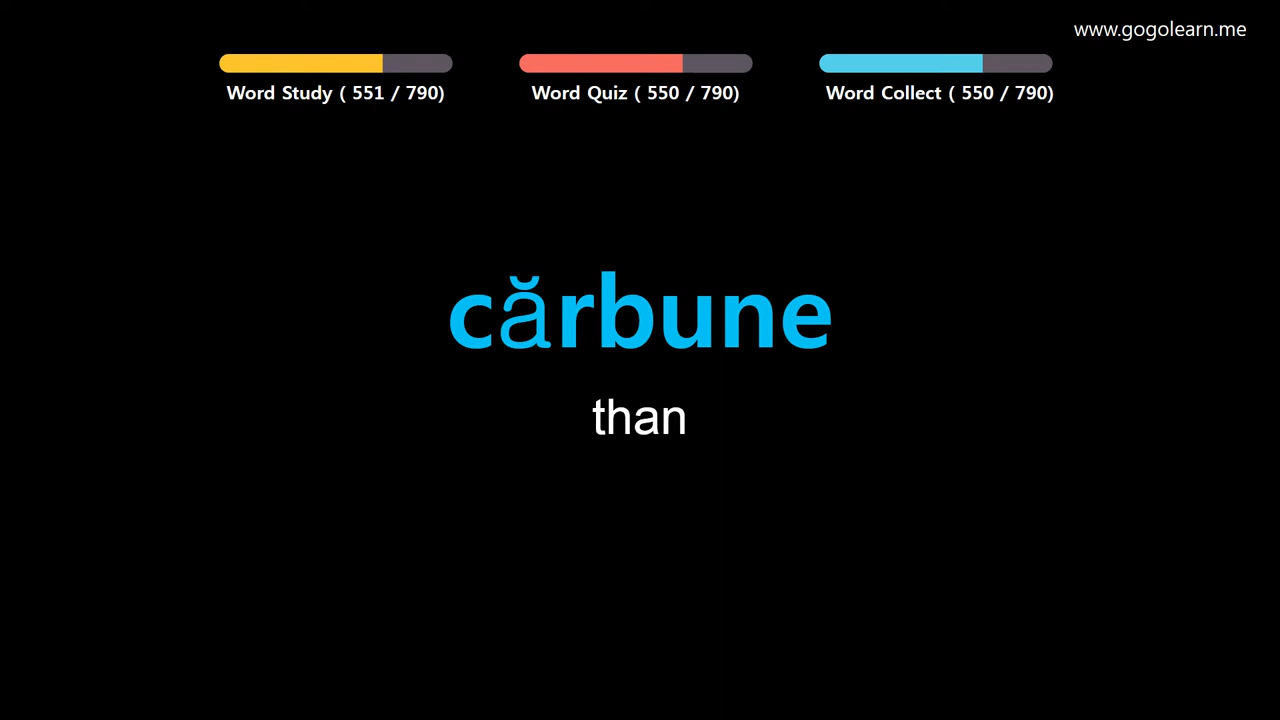 www.gogolearn.me
Word Study ( 551 / 790)
Word Quiz ( 550 / 790)
Word Collect ( 550 / 790)
cărbune
than